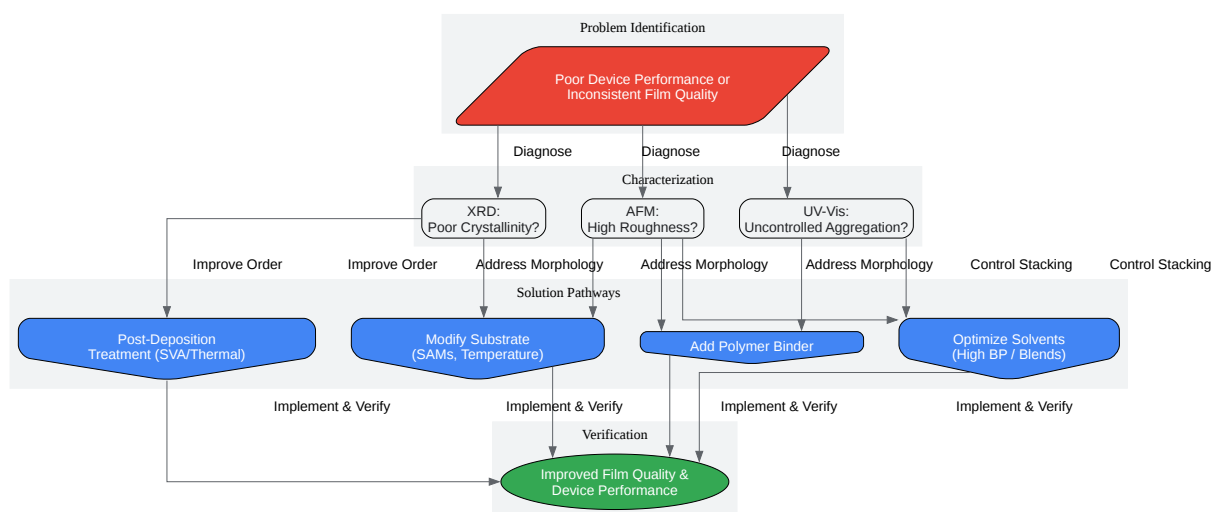 Problem Identification
Poor Device Performance or
Inconsistent Film Quality
Diagnose
Diagnose
Diagnose
Characterization
XRD:
Poor Crystallinity?
AFM:
High Roughness?
UV-Vis:
Uncontrolled Aggregation?
Improve Order
Improve Order
Address Morphology
Address Morphology
Address Morphology
Control Stacking
Control Stacking
Solution Pathways
Post-Deposition
Treatment (SVA/Thermal)
Modify Substrate
(SAMs, Temperature)
Add Polymer Binder
Optimize Solvents
(High BP / Blends)
Implement & Verify
Implement & Verify
Implement & Verify
Implement & Verify
Verification
Improved Film Quality &
Device Performance